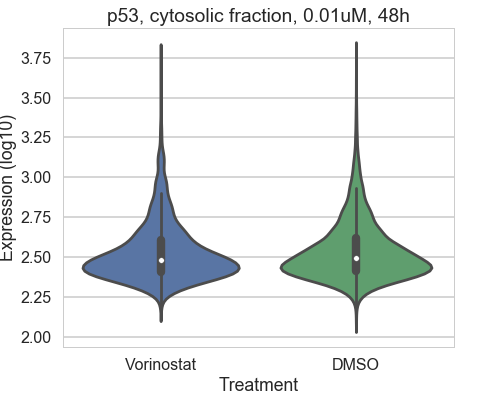 p53, cytosolic fraction, 0.01uM, 48h
Expression (log10)
3.75
3.50
3.25
3.00
2.75
2.50
2.25
2.00
Vorinostat DMSO
Treatment